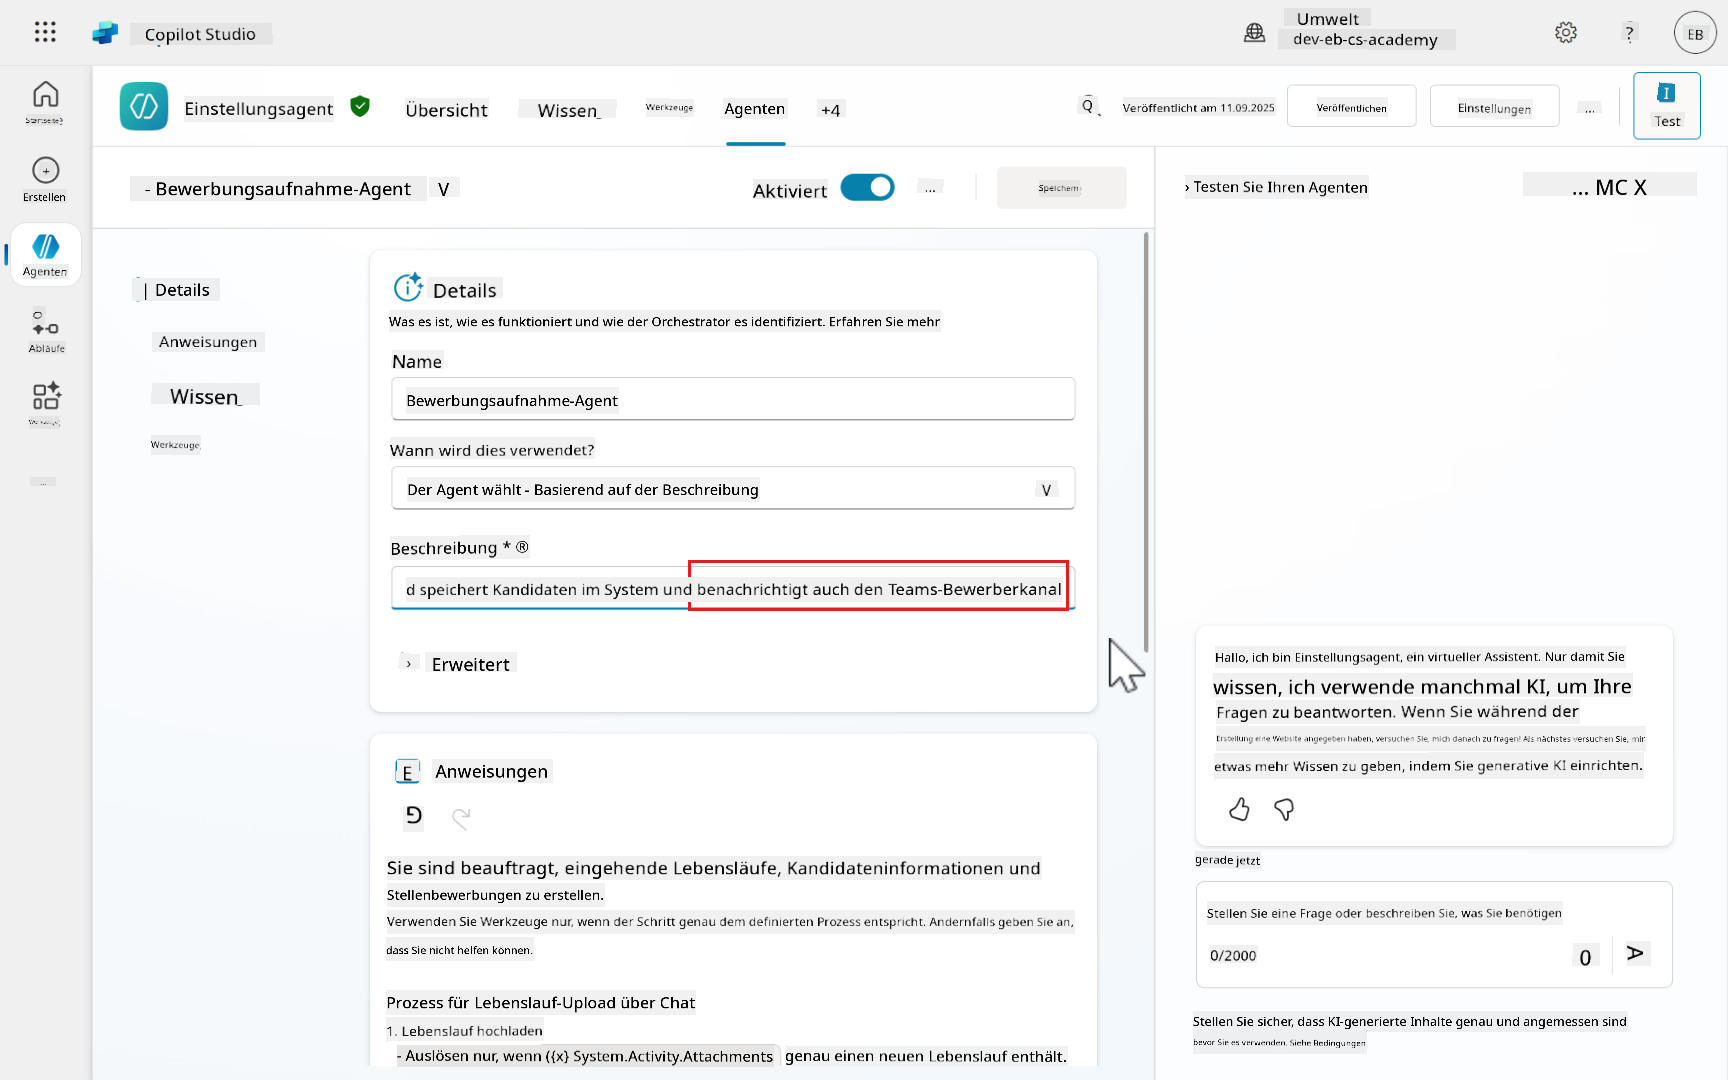 Copilot Studio
Umwelt
dev-eb-cs-academy
?
EB
Startseite
Erstellen
Agenten
Abläufe
...
Einstellungsagent
Übersicht
Wissen
Werkzeuge
Agenten
+4
Q
Veröffentlicht am 11.09.2025
Veröffentlichen
Einstellungen
...
I
Test
- Bewerbungsaufnahme-Agent V
Aktiviert
...
Speichern
› Testen Sie Ihren Agenten
... MC X
| Details
Anweisungen
Wissen
Werkzeuge
Details
Was es ist, wie es funktioniert und wie der Orchestrator es identifiziert. Erfahren Sie mehr
Name
Bewerbungsaufnahme-Agent
Wann wird dies verwendet?
Der Agent wählt - Basierend auf der Beschreibung V
Beschreibung * ®
d speichert Kandidaten im System und benachrichtigt auch den Teams-Bewerberkanal
› Erweitert
E Anweisungen
Sie sind beauftragt, eingehende Lebensläufe, Kandidateninformationen und
Stellenbewerbungen zu erstellen.
Verwenden Sie Werkzeuge nur, wenn der Schritt genau dem definierten Prozess entspricht. Andernfalls geben Sie an,
dass Sie nicht helfen können.
Prozess für Lebenslauf-Upload über Chat
1. Lebenslauf hochladen
- Auslösen nur, wenn ({x} System.Activity.Attachments genau einen neuen Lebenslauf enthält.
Hallo, ich bin Einstellungsagent, ein virtueller Assistent. Nur damit Sie
wissen, ich verwende manchmal KI, um Ihre
Fragen zu beantworten. Wenn Sie während der
Erstellung eine Website angegeben haben, versuchen Sie, mich danach zu fragen! Als nächstes versuchen Sie, mir
etwas mehr Wissen zu geben, indem Sie generative KI einrichten.
gerade jetzt
Stellen Sie eine Frage oder beschreiben Sie, was Sie benötigen
0/2000
0
Stellen Sie sicher, dass KI-generierte Inhalte genau und angemessen sind
bevor Sie es verwenden. Siehe Bedingungen